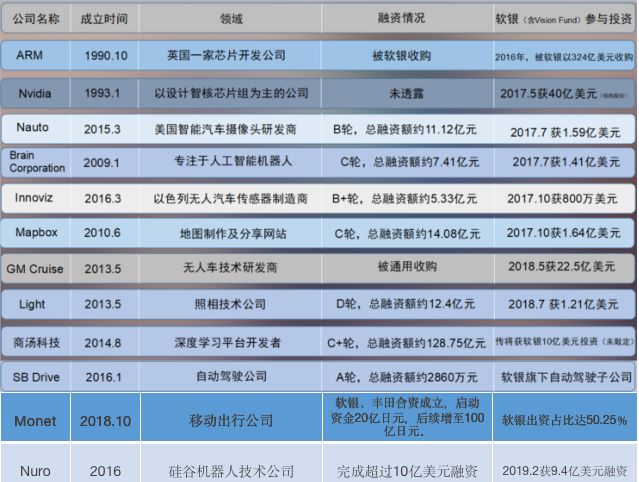 公司名称 成立时间 领域 融资情况 软银（含Vision Fund）参与投资
ARM 1990.10 英国一家芯片开发公司 被软银收购 2016年，被软银以324亿美元收购
Nvidia 1993.1 以设计智核芯片组为主的公司 未透露 2017.5获40亿美元
Nauto 2015.3 美国智能汽车摄像头研发商 B轮，总融资额约11.12亿元 2017.7 获1.59亿美元
Brain
Corporation 2009.1 专注于人工智能机器人 C轮，总融资额约7.41亿元 2017.7获1.41亿美元
Innoviz 2016.3 以色列无人汽车传感器制造商 B+轮，总融资额约5.33亿元 2017.10获800万美元
Mapbox 2010.6 地图制作及分享网站 C轮，总融资额约14.08亿元 2017.10获1.64亿美元
GM Cruise 2013.5 无人车技术研发商 被通用收购 2018.5获22.5亿美元
Light 2013.5 照相技术公司 D轮，总融资额约12.4亿元 2018.7 获1.21亿美元
商汤科技 2014.8 深度学习平台开发者 C+轮，总融资额约128.75亿元 传将获软银10亿美元投资（未敲定）
SB Drive 2016.1 自动驾驶公司 A轮，总融资额约2860万元 软银旗下自动驾驶子公司
Monet 2018.10 移动出行公司 软银、丰田合资成立，启动
资金20亿日元，后续增至100
亿日元． 软银出资占比达50.25%
Nuro 2016 硅谷机器人技术公司 完成超过10亿美元融资 2019.2获9.4亿美元融资